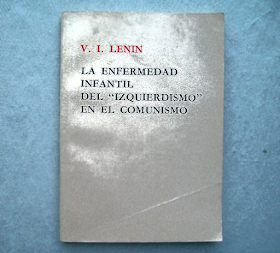 V. I. LENIN
LA ENFERMEDAD
INFANTIL
DEL “IZQUIERDISMO”
EN EL COMUNISMO